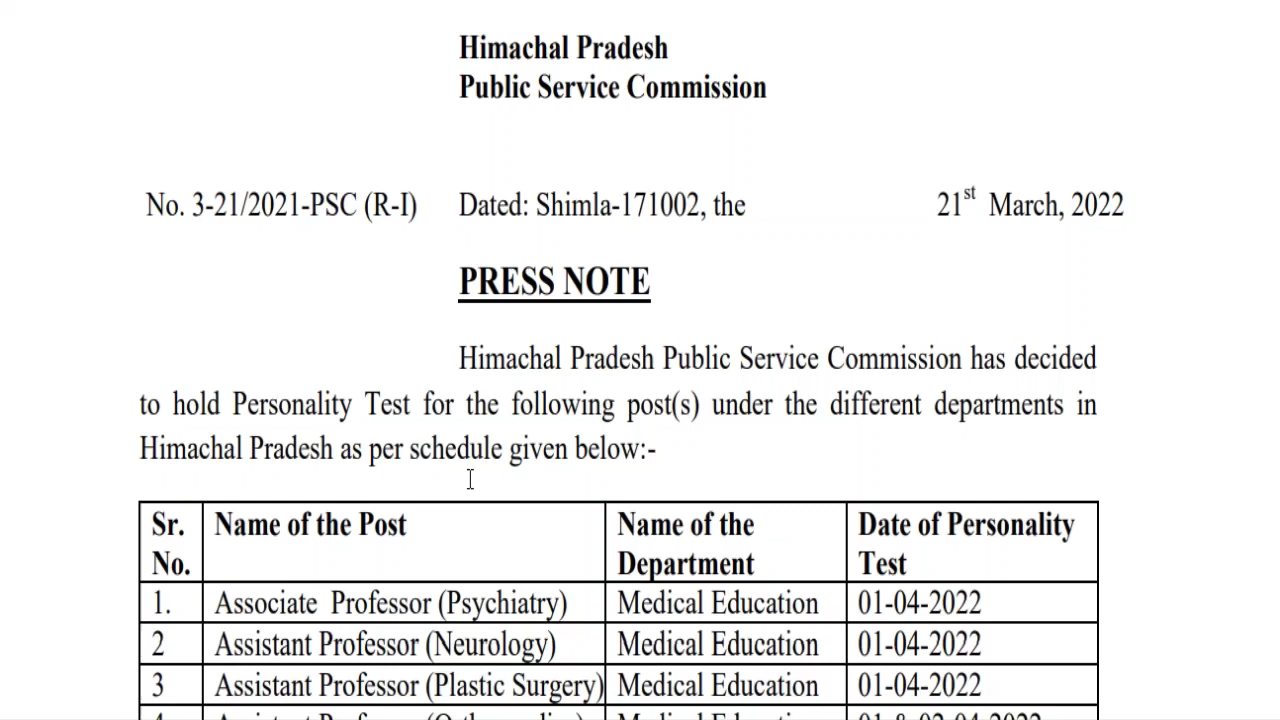 Himachal Pradesh
Public Service Commission
No. 3-21/2021-PSC (R-I) Dated: Shimla-171002, the 21st March, 2022
PRESS NOTE
Himachal Pradesh Public Service Commission has decided
to hold Personality Test for the following post(s) under the different departments in
Himachal Pradesh as per schedule given below:-
Sr. No. Name of the Post Name of the Department Date of Personality Test
1. Associate Professor (Psychiatry) Medical Education 01-04-2022
2 Assistant Professor (Neurology) Medical Education 01-04-2022
3 Assistant Professor (Plastic Surgery) Medical Education 01-04-2022